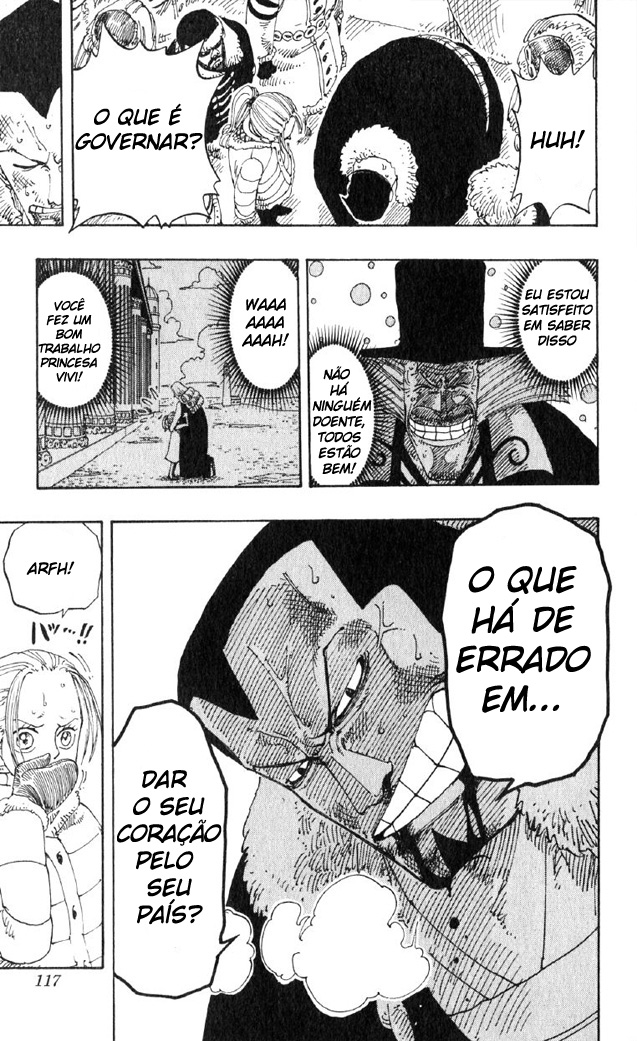 HUH!
O QUE É
GOVERNAR?
EU ESTOU
SATISFEITO
EM SABER
DISSO
NÃO
HÁ
NINGUÉM
DOENTE,
TODOS
ESTÃO
BEM!
WAAA
AAAAA
AAAH!
VOCÊ
FEZ UM
BOM
TRABALHO
PRINCESA
VIVI!
O QUE
HÁ DE
ERRADO
EM...
DAR
O SEU
CORAÇÃO
PELO
SEU
PAÍS?
ARFH!
バッ…!!
117